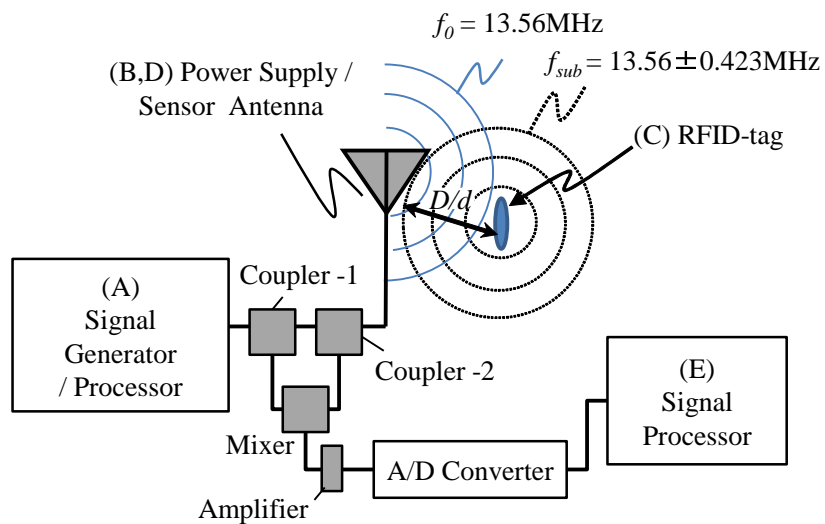 f0 = 13.56MHz
fsub = 13.56±0.423MHz
(B,D) Power Supply /
Sensor Antenna
(C) RFID-tag
D/d
(A)
Signal
Generator
/ Processor
Coupler -1
Coupler -2
(E)
Signal
Processor
Mixer
A/D Converter
Amplifier